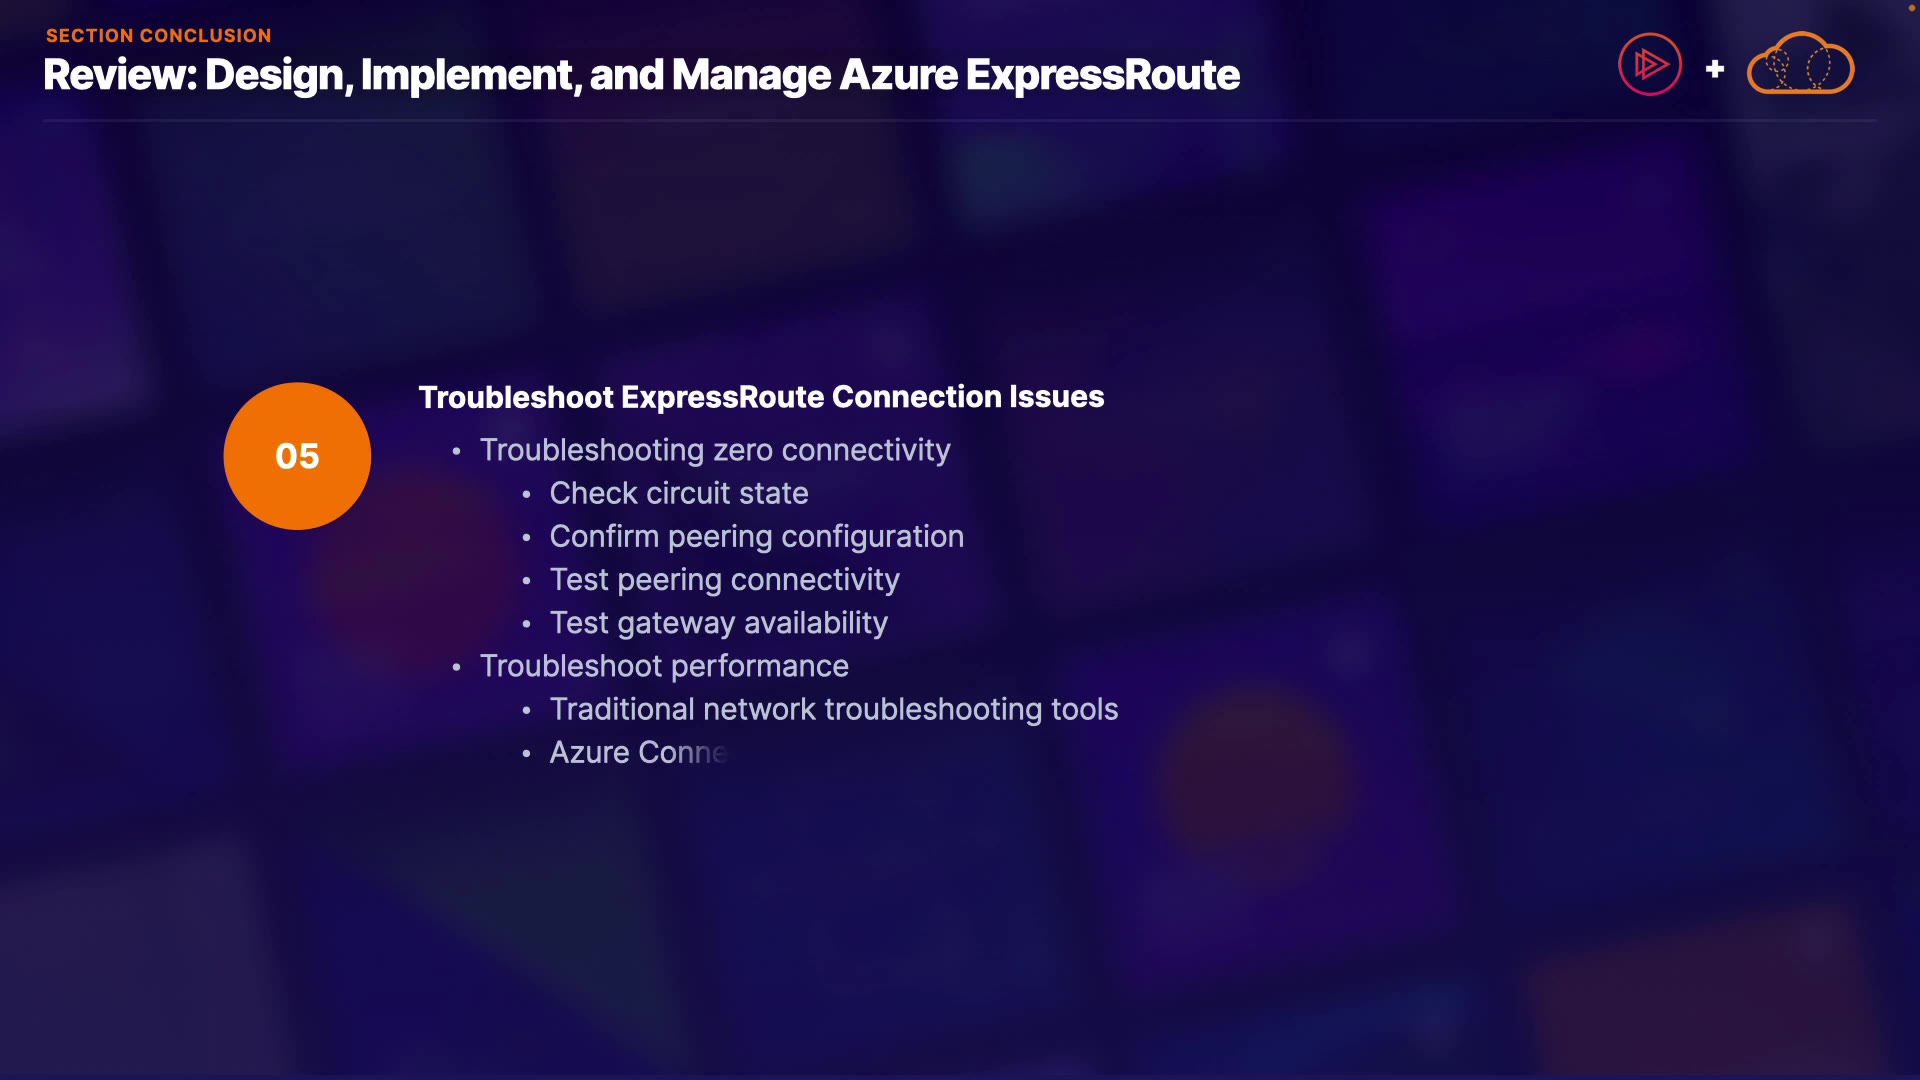 SECTION CONCLUSION
Review: Design, Implement, and Manage Azure ExpressRoute
05
Troubleshoot ExpressRoute Connection Issues
• Troubleshooting zero connectivity
• Check circuit state
• Confirm peering configuration
• Test peering connectivity
• Test gateway availability
• Troubleshoot performance
• Traditional network troubleshooting tools
• Azure Conne